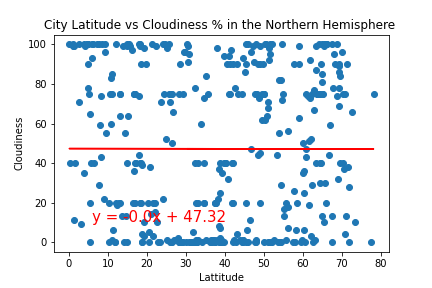 City Latitude vs Cloudiness % in the Northern Hemisphere
100
80
60
40
20
0
Cloudiness
y = -0.0x + 47.32
0 10 20 30 40 50 60 70 80
Lattitude